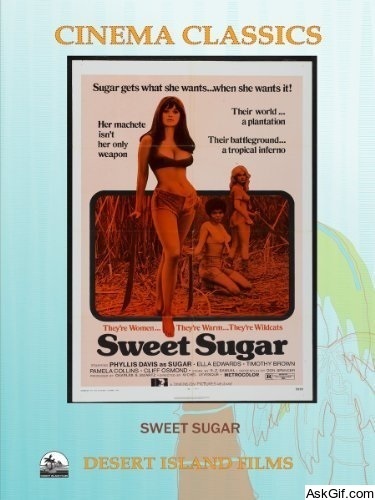 CINEMA CLASSICS
Sugar gets what she wants...when she wants it!
Their world ...
a plantation
Her machete
isn't
her only
weapon
Their battleground...
a tropical inferno
They're Women... They're Warm...They're Wildcats
Sweet Sugar
PHYLLIS DAVIS as SUGAR - ELLA EDWARDS - TIMOTHY BROWN
PAMELA COLLINS - CLIFF OSMOND
METROCOLOR
SWEET SUGAR
DESERT ISLAND FILMS
AskGif.com